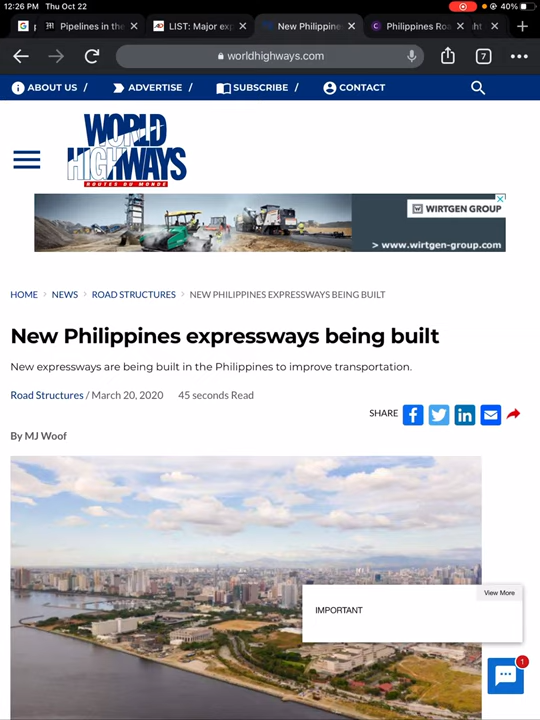 12:26 PM Thu Oct 22
40%
Pipelines in the
LIST: Major exp
New Philippine
Philippines Roa
worldhighways.com
7
ABOUT US / ADVERTISE / SUBSCRIBE / CONTACT
WORLD
HIGHWAYS
ROUTES DU MONDE
WIRTGEN GROUP
> www.wirtgen-group.com
HOME > NEWS > ROAD STRUCTURES > NEW PHILIPPINES EXPRESSWAYS BEING BUILT
New Philippines expressways being built
New expressways are being built in the Philippines to improve transportation.
Road Structures / March 20, 2020 45 seconds Read
SHARE
By MJ Woof
View More
IMPORTANT
1